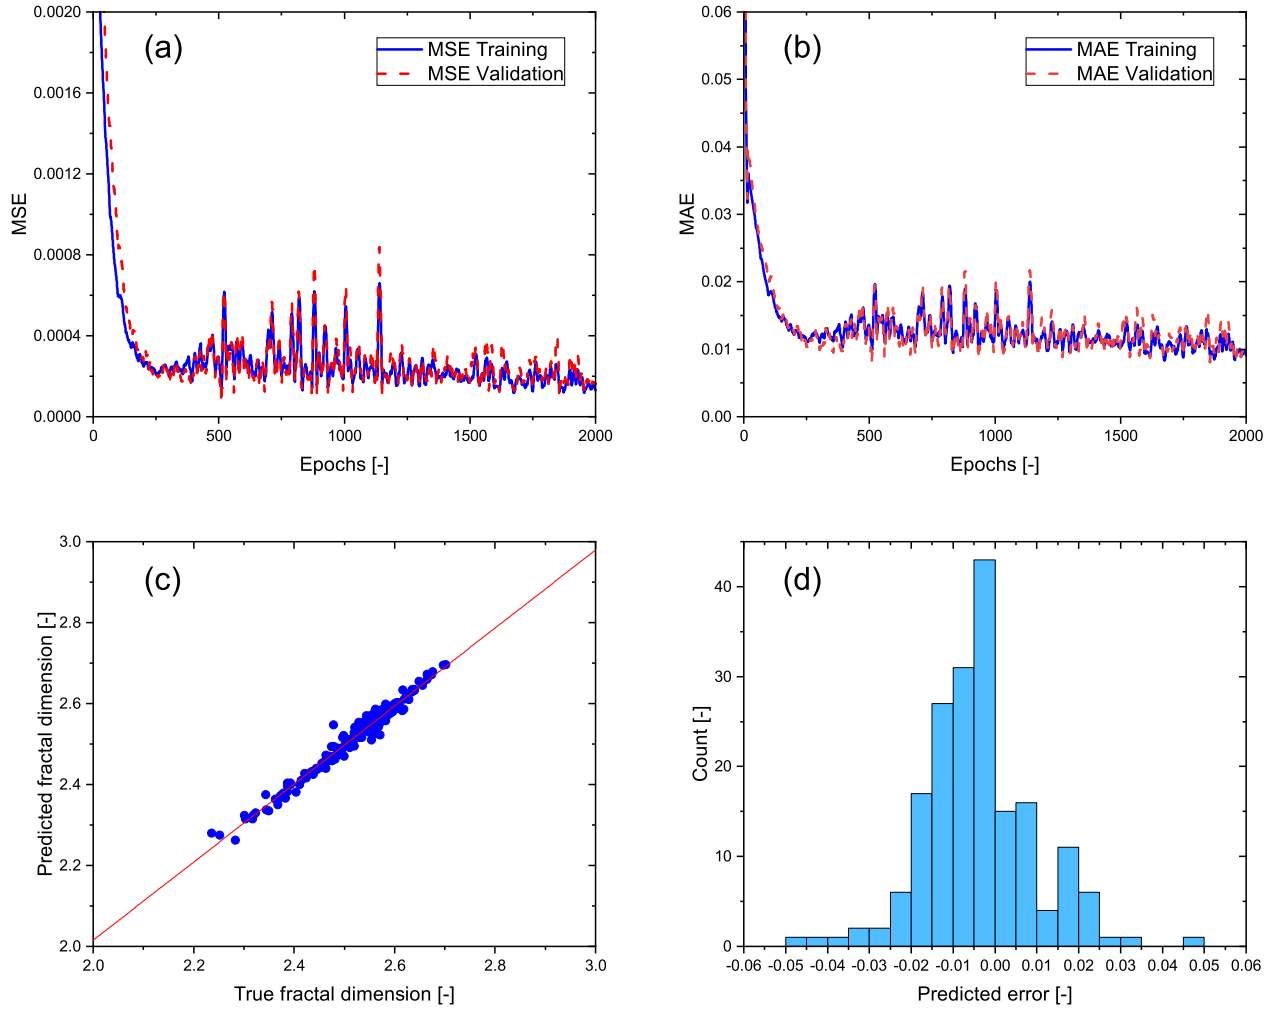 (a)
MSE Training
MSE Validation
0.0020
0.0016
0.0012
0.0008
0.0004
0.0000
MSE
0 500 1000 1500 2000
Epochs [-]
(b)
MAE Training
MAE Validation
0.06
0.05
0.04
0.03
0.02
0.01
0.00
MAE
0 500 1000 1500 2000
Epochs [-]
(c)
3.0
2.8
2.6
2.4
2.2
2.0
Predicted fractal dimension [-]
2.0 2.2 2.4 2.6 2.8 3.0
True fractal dimension [-]
(d)
40
30
20
10
0
Count [-]
-0.06 -0.05 -0.04 -0.03 -0.02 -0.01 0.00 0.01 0.02 0.03 0.04 0.05 0.06
Predicted error [-]